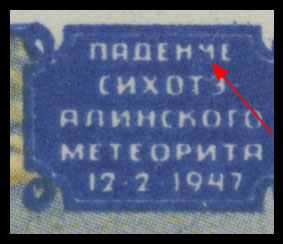 ПАДЕНЧЕ
СИХОТЭ
АЛИНСКОГО
МЕТЕОРИТА
12·2·1947